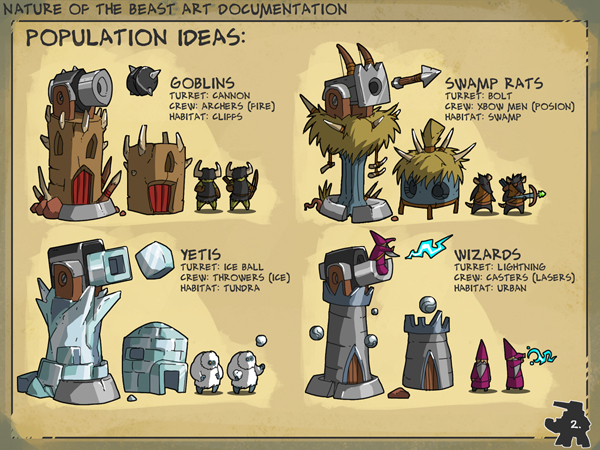 NATURE OF THE BEAST ART DOCUMENTATION
POPULATION IDEAS:
GOBLINS
TURRET: CANNON
CREW: ARCHERS (FIRE)
HABITAT: CLIFFS
SWAMP RATS
TURRET: BOLT
CREW: XBOW MEN (POSION)
HABITAT: SWAMP
YETIS
TURRET: ICE BALL
CREW: THROWERS (ICE)
HABITAT: TUNDRA
WIZARDS
TURRET: LIGHTNING
CREW: CASTERS (LASERS)
HABITAT: URBAN
2.